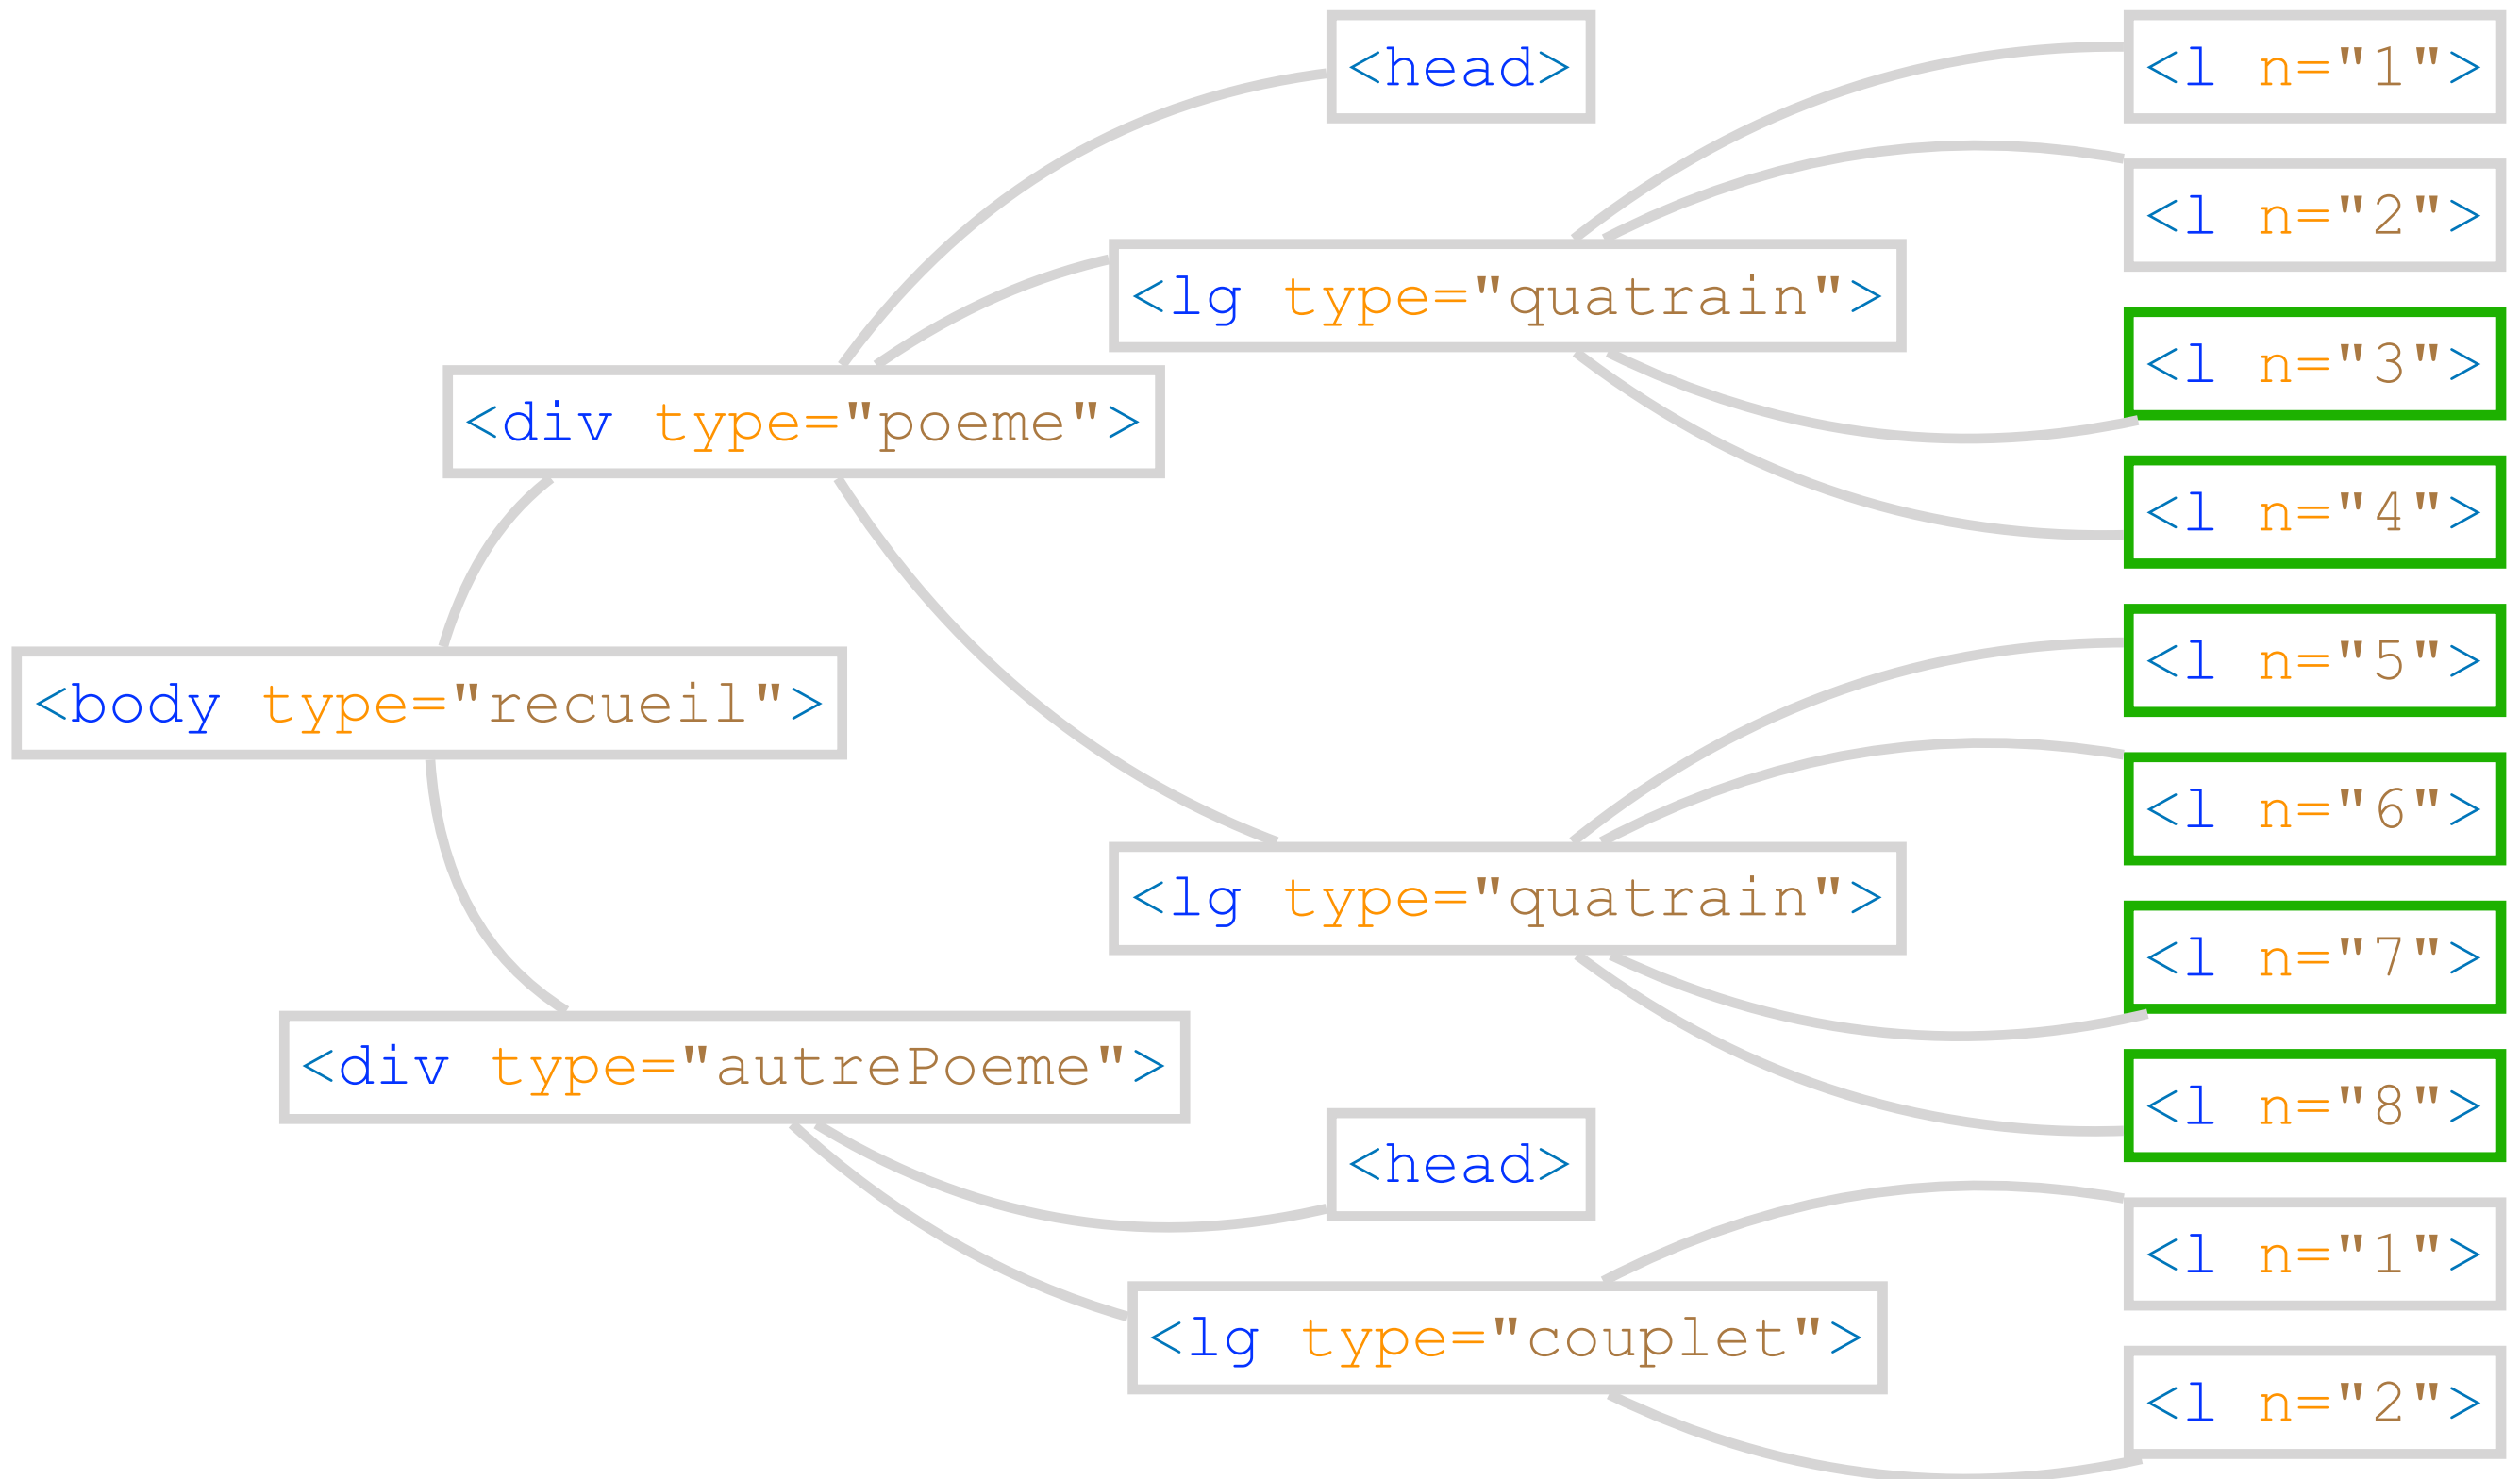 <head>
<l n="1">
<l n="2">
<lg type="quatrain">
<l n="3">
<div type="poeme">
<l n="4">
<l n="5">
<body type="recueil">
<l n="6">
<lg type="quatrain">
<l n="7">
<div type="autrePoeme">
<l n="8">
<head>
<l n="1">
<lg type="couplet">
<l n="2">